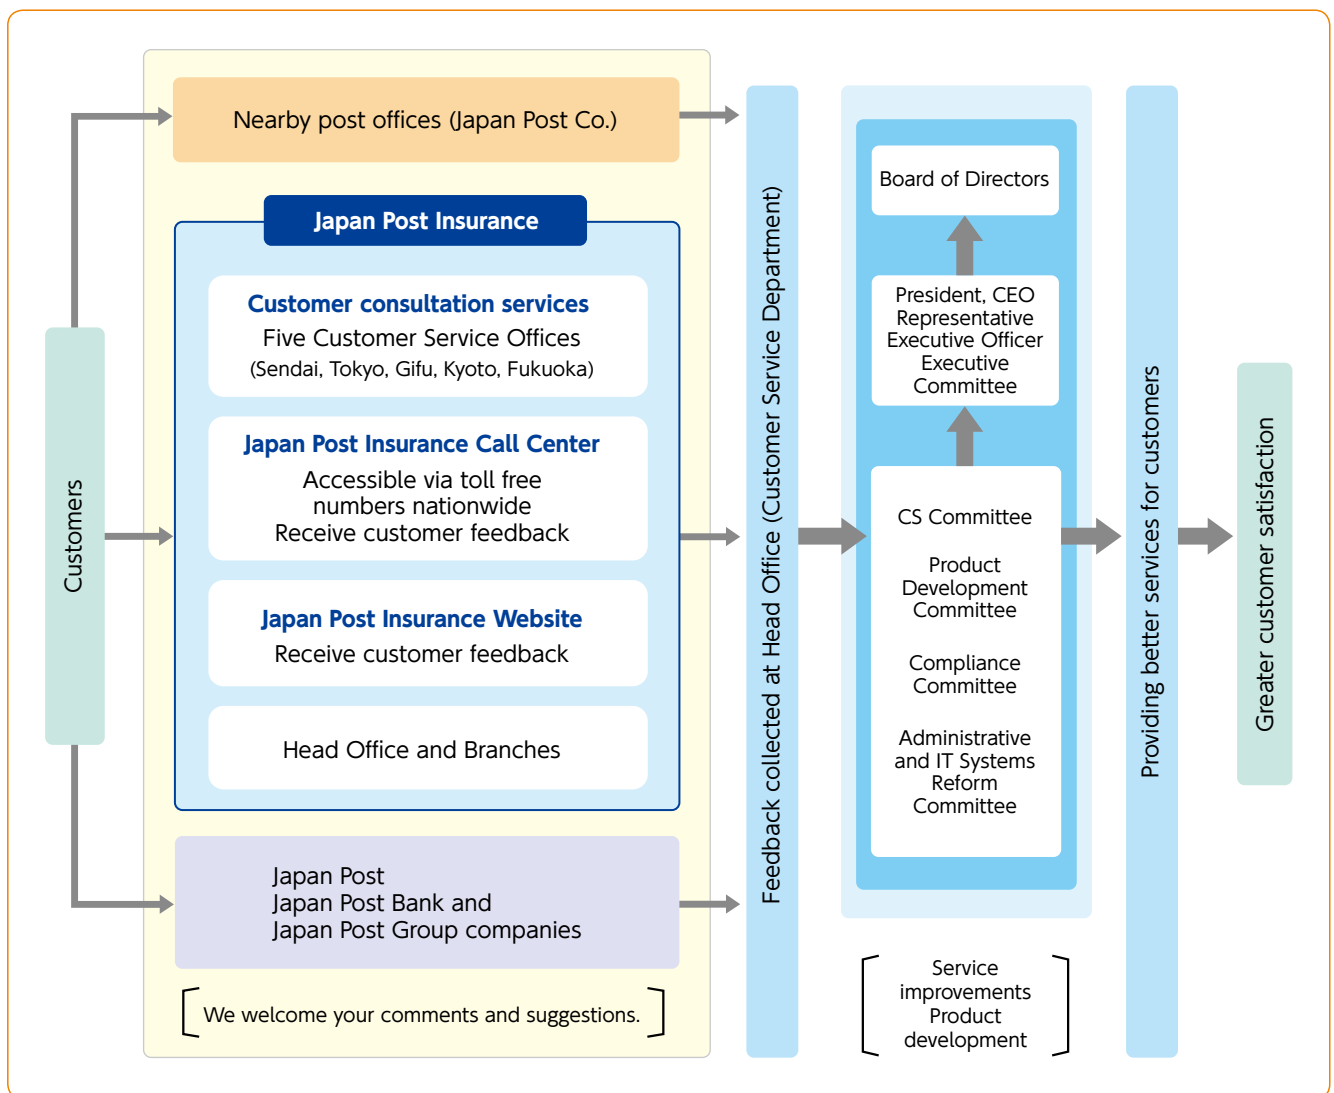 Customers
Nearby post offices (Japan Post Co.)
Japan Post Insurance
Customer consultation services
Five Customer Service Offices
(Sendai, Tokyo, Gifu, Kyoto, Fukuoka)
Japan Post Insurance Call Center
Accessible via toll free
numbers nationwide
Receive customer feedback
Japan Post Insurance Website
Receive customer feedback
Head Office and Branches
Japan Post
Japan Post Bank and
Japan Post Group companies
We welcome your comments and suggestions.
Feedback collected at Head Office (Customer Service Department)
Board of Directors
President, CEO
Representative
Executive Officer
Executive
Committee
CS Committee
Product
Development
Committee
Compliance
Committee
Administrative
and IT Systems
Reform
Committee
Service
improvements
Product
development
Providing better services for customers
Greater customer satisfaction